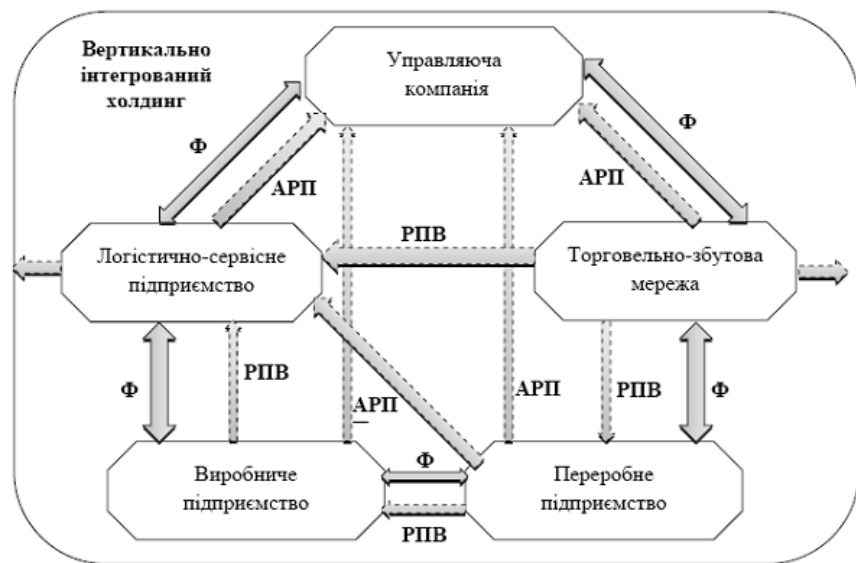 Вертикально
інтегрований
холдинг
Управляюча
компанія
Ф
Ф
АРП
АРП
РПВ
Логістично-сервісне
підприємство
Торговельно-збутова
мережа
Ф
РПВ
АРП
АРП
РПВ
Ф
Виробниче
підприємство
Ф
Переробне
підприємство
РПВ